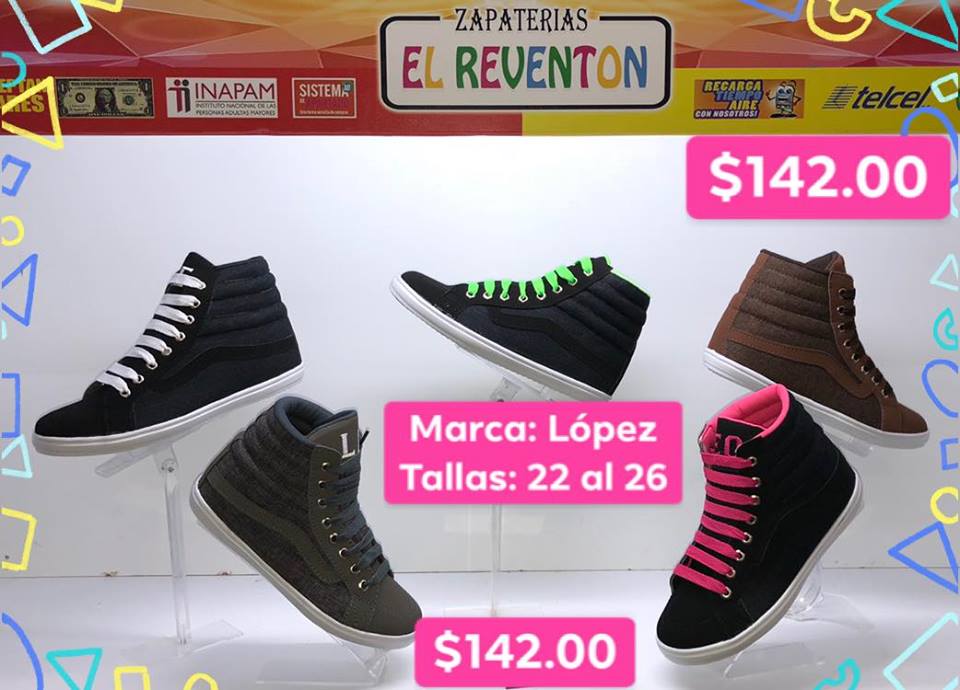 ZAPATERIAS
EL REVENTON
INAPAM
INSTITUTO NACIONAL DE LAS
PERSONAS ADULTAS MAYORES
SISTEM
RECARGA
TIEMPO
AIRE
CON NOSOTROS!
telcel
$142.00
Marca: López
Tallas: 22 al 26
$142.00